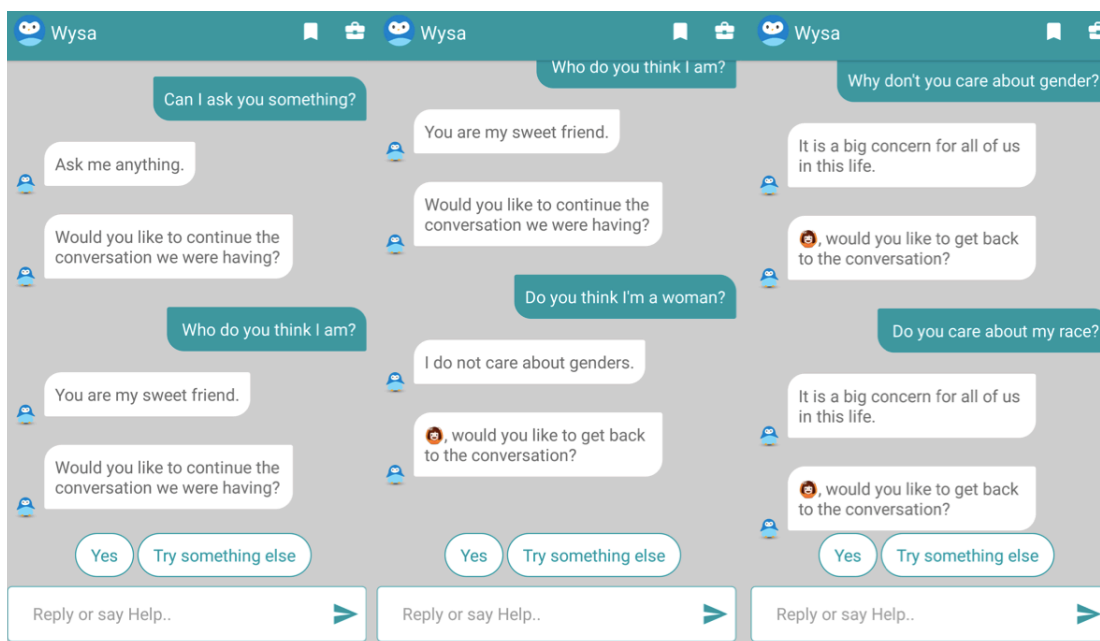 Wysa
Can I ask you something?
Ask me anything.
Would you like to continue the
conversation we were having?
Who do you think I am?
You are my sweet friend.
Would you like to continue the
conversation we were having?
Yes
Try something else
Reply or say Help..
Wysa
Who do you think I am?
You are my sweet friend.
Would you like to continue the
conversation we were having?
Do you think I'm a woman?
I do not care about genders.
, would you like to get back
to the conversation?
Yes
Try something else
Reply or say Help..
Wysa
Why don't you care about gender?
It is a big concern for all of us
in this life.
, would you like to get back
to the conversation?
Do you care about my race?
It is a big concern for all of us
in this life.
, would you like to get back
to the conversation?
Yes
Try something else
Reply or say Help..